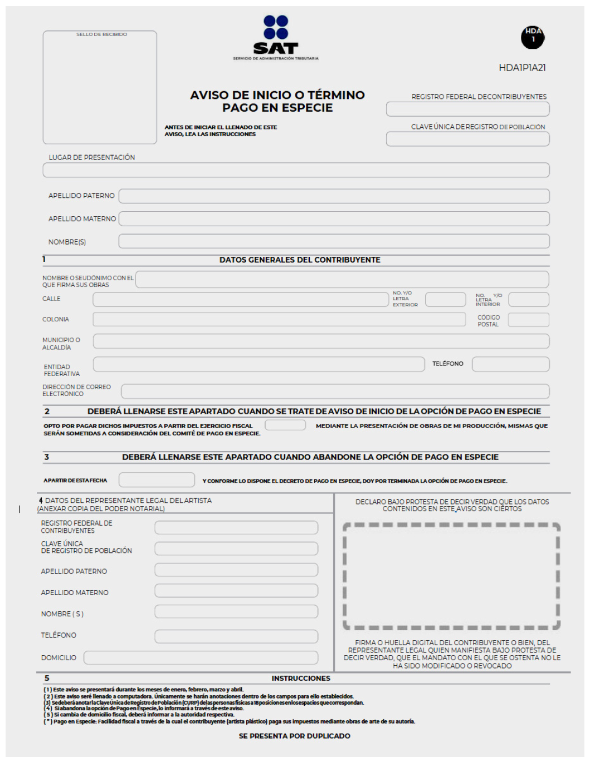 SELLO DE RECIBIDO
SAT
SERVICIO DE ADMINISTRACIÓN TRIBUTARIA
HDA
1
HDA1P1A21
AVISO DE INICIO O TÉRMINO
PAGO EN ESPECIE
REGISTRO FEDERAL DECONTRIBUYENTES
ANTES DE INICIAR EL LLENADO DE ESTE
AVISO, LEA LAS INSTRUCCIONES
CLAVE ÚNICA DE REGISTRO DE POBLACIÓN
LUGAR DE PRESENTACIÓN
APELLIDO PATERNO
APELLIDO MATERNO
NOMBRE(S)
1 DATOS GENERALES DEL CONTRIBUYENTE
NOMBRE O SEUDÓNIMO CON EL
QUE FIRMA SUS OBRAS
CALLE
NO. Y/O
LETRA
EXTERIOR
NO. Y/O
LETRA
INTERIOR
COLONIA
CÓDIGO
POSTAL
MUNICIPIO O
ALCALDÍA
ENTIDAD
FEDERATIVA
TELÉFONO
DIRECCIÓN DE CORREO
ELECTRÓNICO
2 DEBERÁ LLENARSE ESTE APARTADO CUANDO SE TRATE DE AVISO DE INICIO DE LA OPCIÓN DE PAGO EN ESPECIE
OPTO POR PAGAR DICHOS IMPUESTOS A PARTIR DEL EJERCICIO FISCAL MEDIANTE LA PRESENTACIÓN DE OBRAS DE MI PRODUCCIÓN, MISMAS QUE
SERÁN SOMETIDAS A CONSIDERACIÓN DEL COMITÉ DE PAGO EN ESPECIE.
3 DEBERÁ LLENARSE ESTE APARTADO CUANDO ABANDONE LA OPCIÓN DE PAGO EN ESPECIE
A PARTIR DE ESTA FECHA Y CONFORME LO DISPONE EL DECRETO DE PAGO EN ESPECIE, DOY POR TERMINADA LA OPCIÓN DE PAGO EN ESPECIE.
4 DATOS DEL REPRESENTANTE LEGAL DEL ARTISTA
(ANEXAR COPIA DEL PODER NOTARIAL)
REGISTRO FEDERAL DE
CONTRIBUYENTES
CLAVE ÚNICA
DE REGISTRO DE POBLACIÓN
APELLIDO PATERNO
APELLIDO MATERNO
NOMBRE ( S )
TELÉFONO
DOMICILIO
DECLARO BAJO PROTESTA DE DECIR VERDAD QUE LOS DATOS
CONTENIDOS EN ESTE AVISO SON CIERTOS
FIRMA O HUELLA DIGITAL DEL CONTRIBUYENTE O BIEN, DEL
REPRESENTANTE LEGAL QUIEN MANIFIESTA BAJO PROTESTA DE
DECIR VERDAD, QUE EL MANDATO CON EL QUE SE OSTENTA NO LE
HA SIDO MODIFICADO O REVOCADO
5 INSTRUCCIONES
( 1 ) Este aviso se presentará durante los meses de enero, febrero, marzo y abril.
( 2 ) Este aviso será llenado a computadora. Únicamente se harán anotaciones dentro de los campos para ello establecidos.
(3) Se deberá anotar la Clave Única de Registro de Población (CURP) de las personas físicas a 18 posiciones en los espacios que correspondan.
( 4 ) Si abandona la opción de Pago en Especie, lo informará a través de este aviso.
( 5 ) Si cambia de domicilio fiscal, deberá informar a la autoridad respectiva.
( * ) Pago en Especie: Facilidad fiscal a través de la cual el contribuyente (artista plástico) paga sus impuestos mediante obras de arte de su autoría.
SE PRESENTA POR DUPLICADO